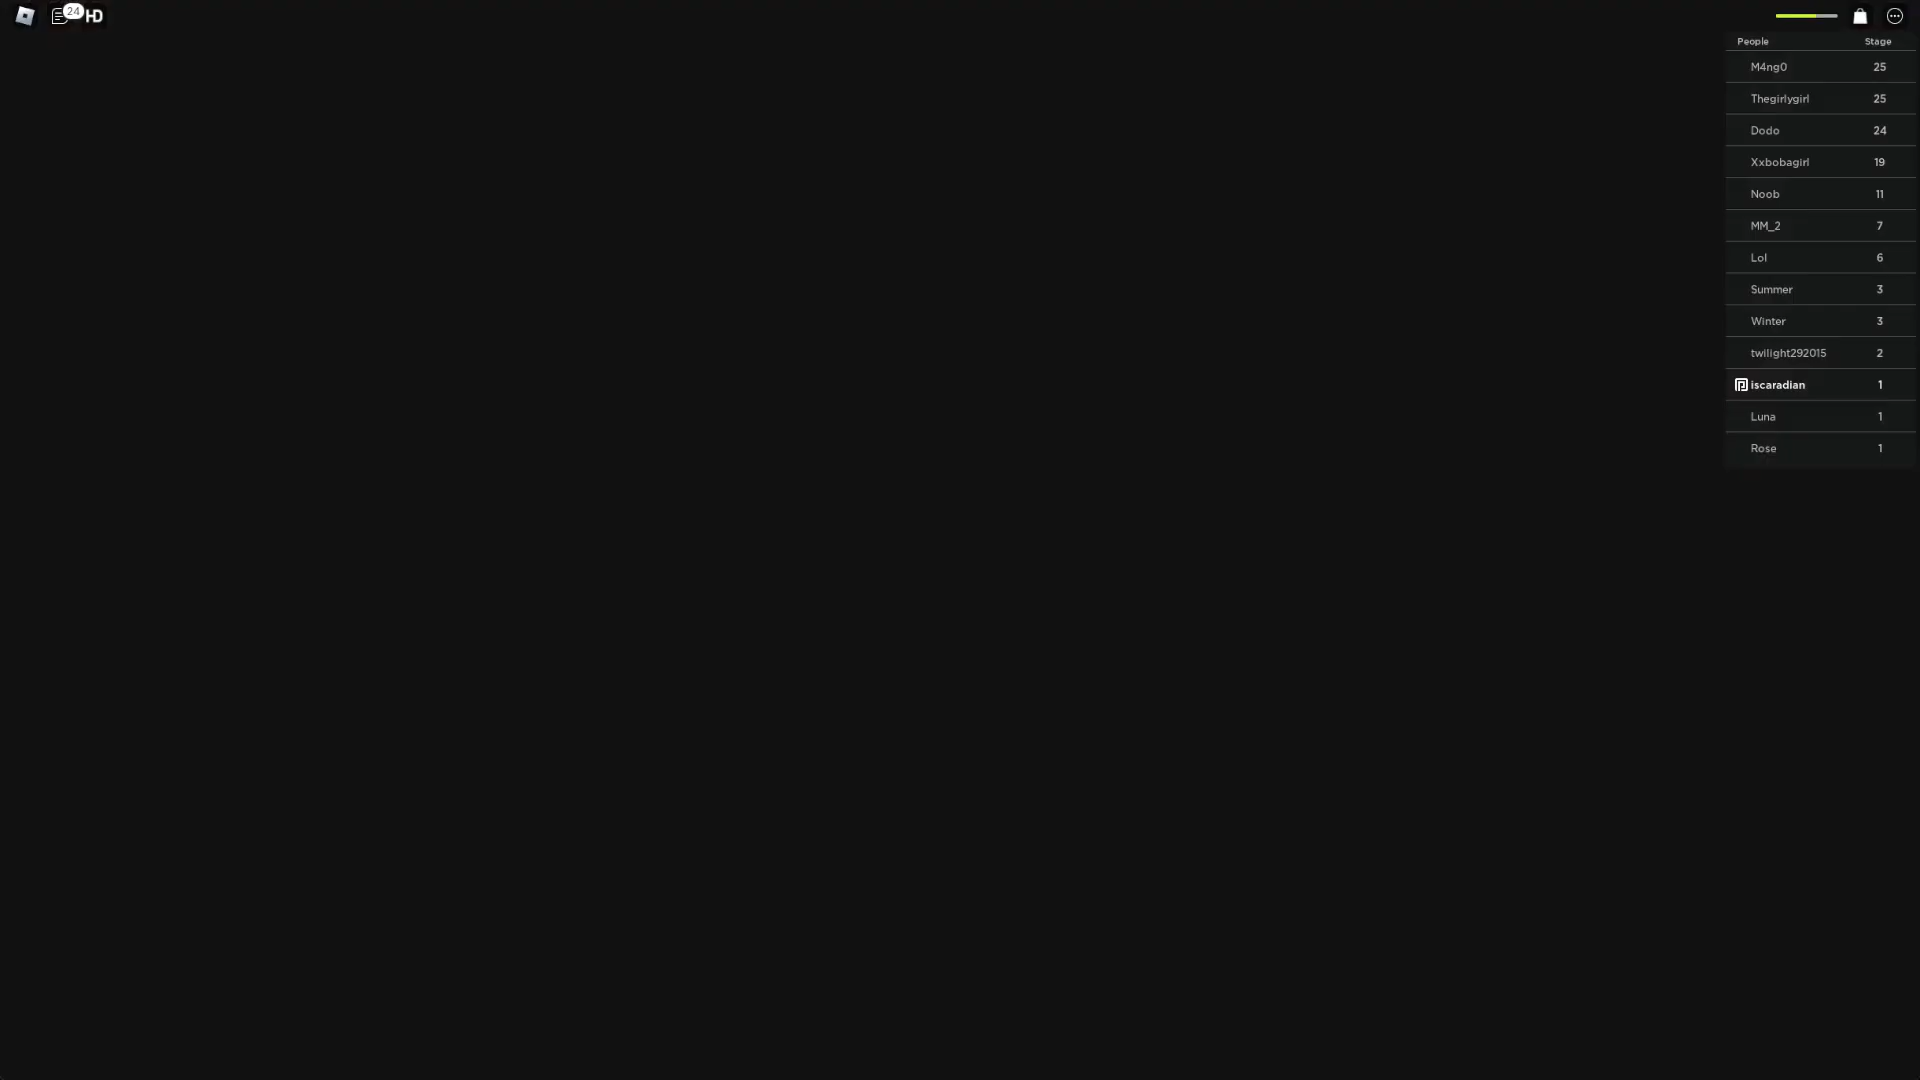 24 HD
People Stage
M4ng0 25
Thegirlygirl 25
Dodo 24
Xxbobagirl 19
Noob 11
MM_2 7
Lol 6
Summer 3
Winter 3
twilight292015 2
iscaradian 1
Luna 1
Rose 1